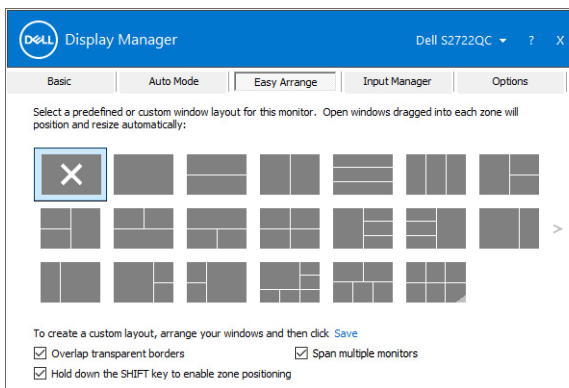 DELL Display Manager Dell S2722QC ? X
Basic Auto Mode Easy Arrange Input Manager Options
Select a predefined or custom window layout for this monitor. Open windows dragged into each zone will
position and resize automatically:
>
To create a custom layout, arrange your windows and then click Save
Overlap transparent borders Span multiple monitors
Hold down the SHIFT key to enable zone positioning